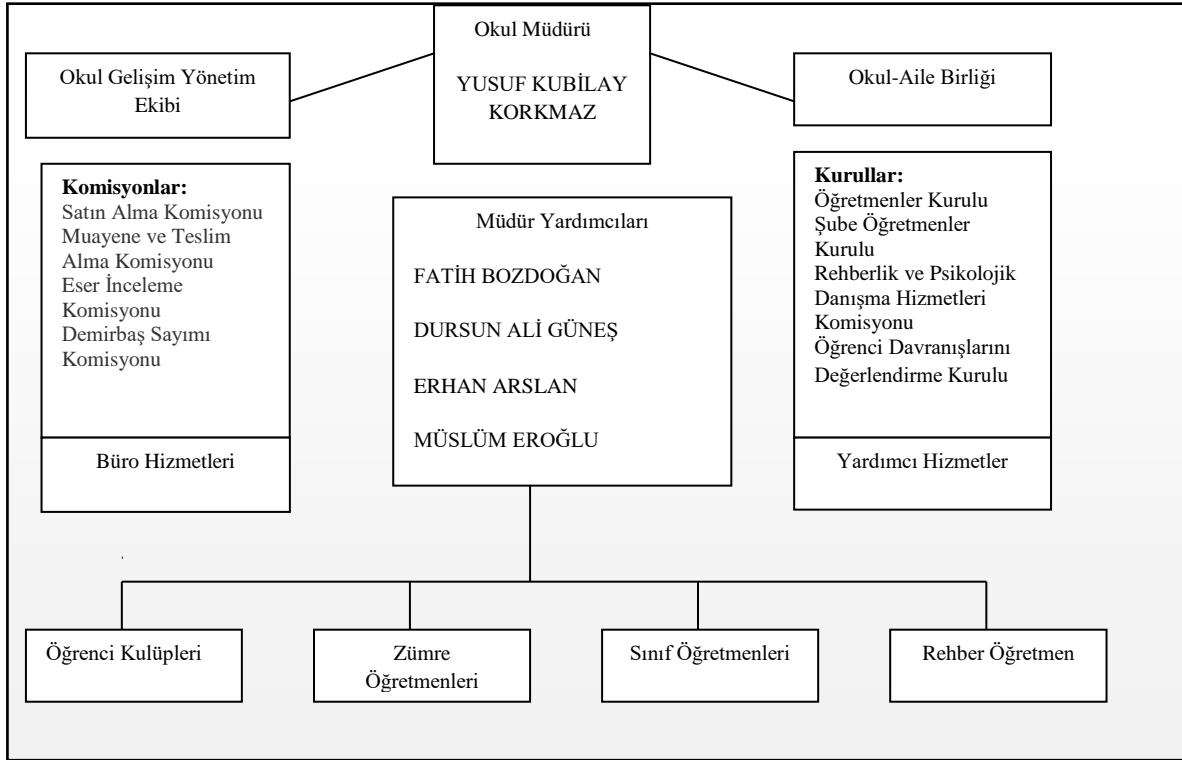 Okul Müdürü
YUSUF KUBİLAY
KORKMAZ
Okul Gelişim Yönetim
Ekibi
Okul-Aile Birliği
Komisyonlar:
Satın Alma Komisyonu
Muayene ve Teslim
Alma Komisyonu
Eser İnceleme
Komisyonu
Demirbaş Sayımı
Komisyonu
Büro Hizmetleri
Müdür Yardımcıları
FATİH BOZDOĞAN
DURSUN ALİ GÜNEŞ
ERHAN ARSLAN
MÜSLÜM EROĞLU
Kurullar:
Öğretmenler Kurulu
Şube Öğretmenler
Kurulu
Rehberlik ve Psikolojik
Danışma Hizmetleri
Komisyonu
Öğrenci Davranışlarını
Değerlendirme Kurulu
Yardımcı Hizmetler
Öğrenci Kulüpleri
Zümre
Öğretmenleri
Sınıf Öğretmenleri
Rehber Öğretmen